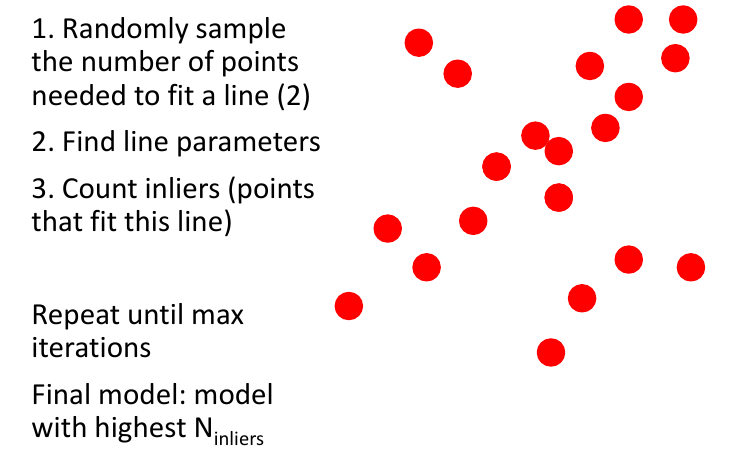 1. Randomly sample
the number of points
needed to fit a line (2)
2. Find line parameters
3. Count inliers (points
that fit this line)
Repeat until max
iterations
Final model: model
with highest Ninliers